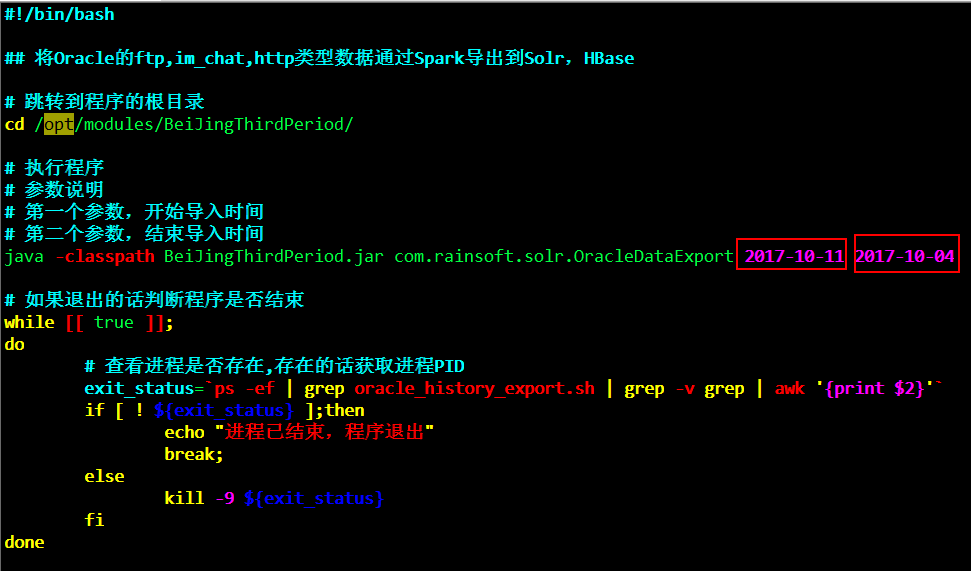 #!/bin/bash
## 将Oracle的ftp,im_chat,http类型数据通过Spark导出到Solr，HBase
# 跳转到程序的根目录
cd /opt/modules/BeiJingThirdPeriod/
# 执行程序
# 参数说明
# 第一个参数，开始导入时间
# 第二个参数，结束导入时间
java -classpath BeiJingThirdPeriod.jar com.rainsoft.solr.OracleDataExport 2017-10-11 2017-10-04
# 如果退出的话判断程序是否结束
while [[ true ]];
do
# 查看进程是否存在,存在的话获取进程PID
exit_status=`ps -ef | grep oracle_history_export.sh | grep -v grep | awk '{print $2}'`
if [ ! ${exit_status} ];then
echo "进程已结束，程序退出"
break;
else
kill -9 ${exit_status}
fi
done